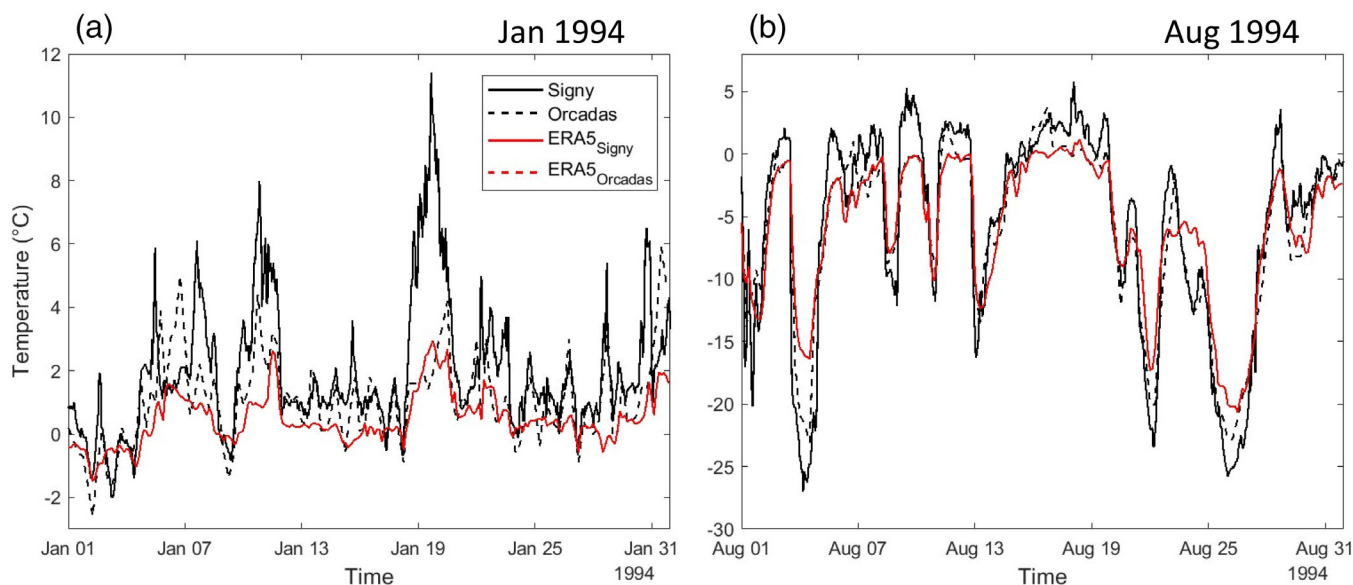 (a) Jan 1994
12
10
8
6
4
2
0
-2
Temperature (°C)
Signy
Orcadas
ERA5Signy
ERA5Orcadas
Jan 01 Jan 07 Jan 13 Jan 19 Jan 25 Jan 31
Time 1994
(b) Aug 1994
5
0
-5
-10
-15
-20
-25
-30
Aug 01 Aug 07 Aug 13 Aug 19 Aug 25 Aug 31
Time 1994